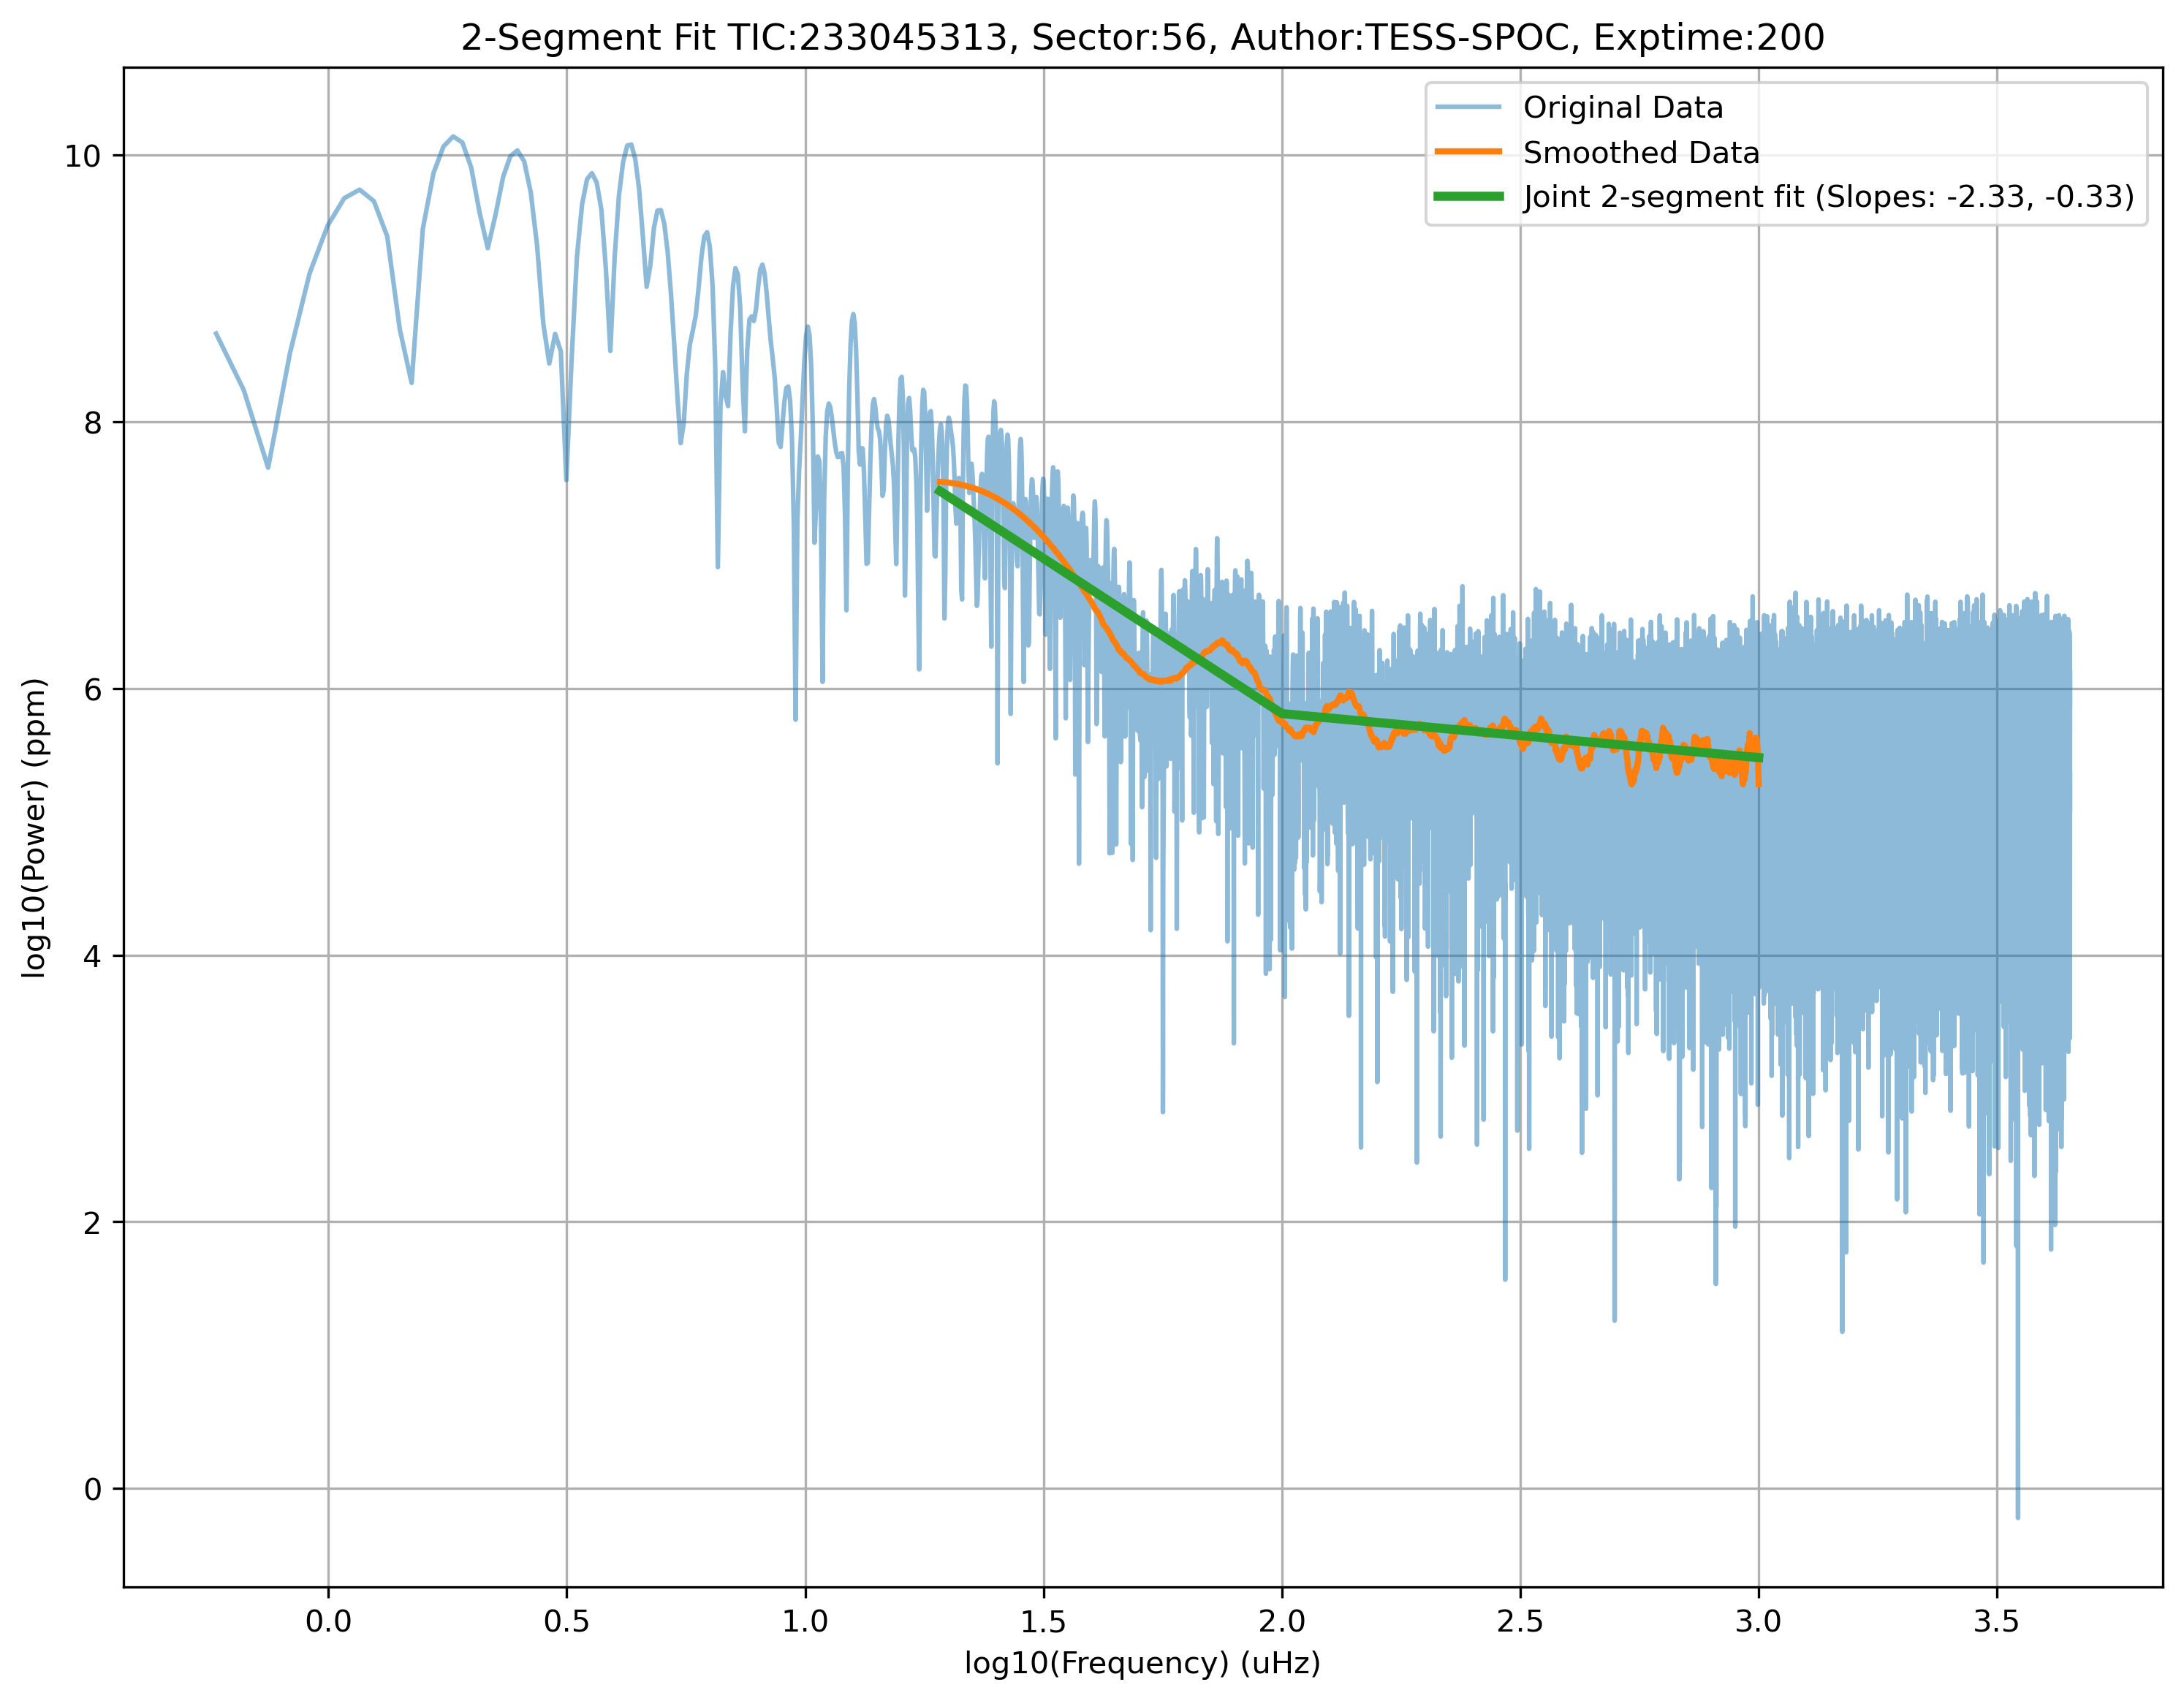 2-Segment Fit TIC:233045313, Sector:56, Author:TESS-SPOC, Exptime:200
Original Data
Smoothed Data
Joint 2-segment fit (Slopes: -2.33, -0.33)
log10(Power) (ppm)
10
8
6
4
2
0
0.0 0.5 1.0 1.5 2.0 2.5 3.0 3.5
log10(Frequency) (uHz)